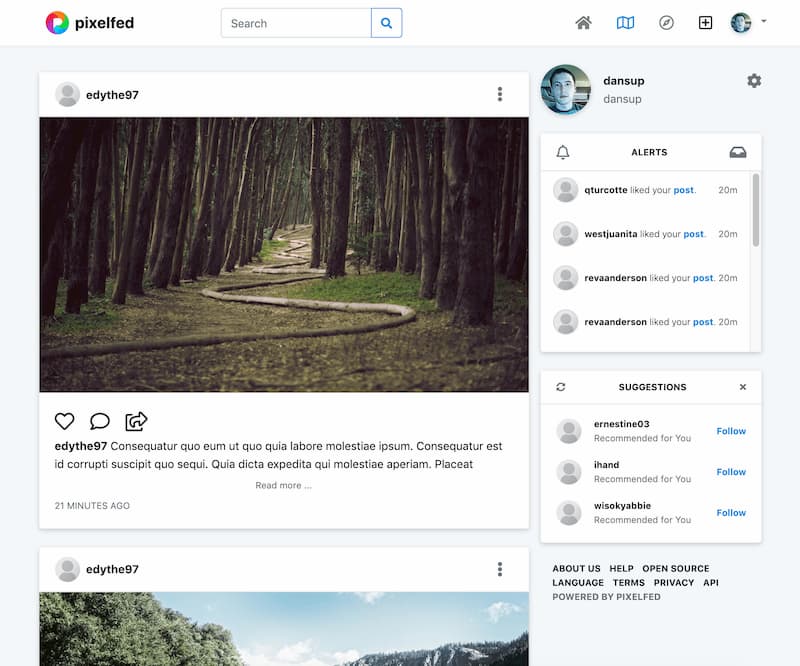 pixelfed
Search
edythe97
edythe97 Consequatur quo eum ut quo quia labore molestiae ipsum. Consequatur est
id corrupti suscipit quo sequi. Quia dicta expedita qui molestiae aperiam. Placeat
Read more ...
21 MINUTES AGO
edythe97
dansup
dansup
ALERTS
qturcotte liked your post. 20m
westjuanita liked your post. 20m
revaanderson liked your post. 20m
revaanderson liked your post. 20m
SUGGESTIONS
ernestine03
Recommended for You
Follow
ihand
Recommended for You
Follow
wisokyabbie
Recommended for You
Follow
ABOUT US HELP OPEN SOURCE
LANGUAGE TERMS PRIVACY API
POWERED BY PIXELFED